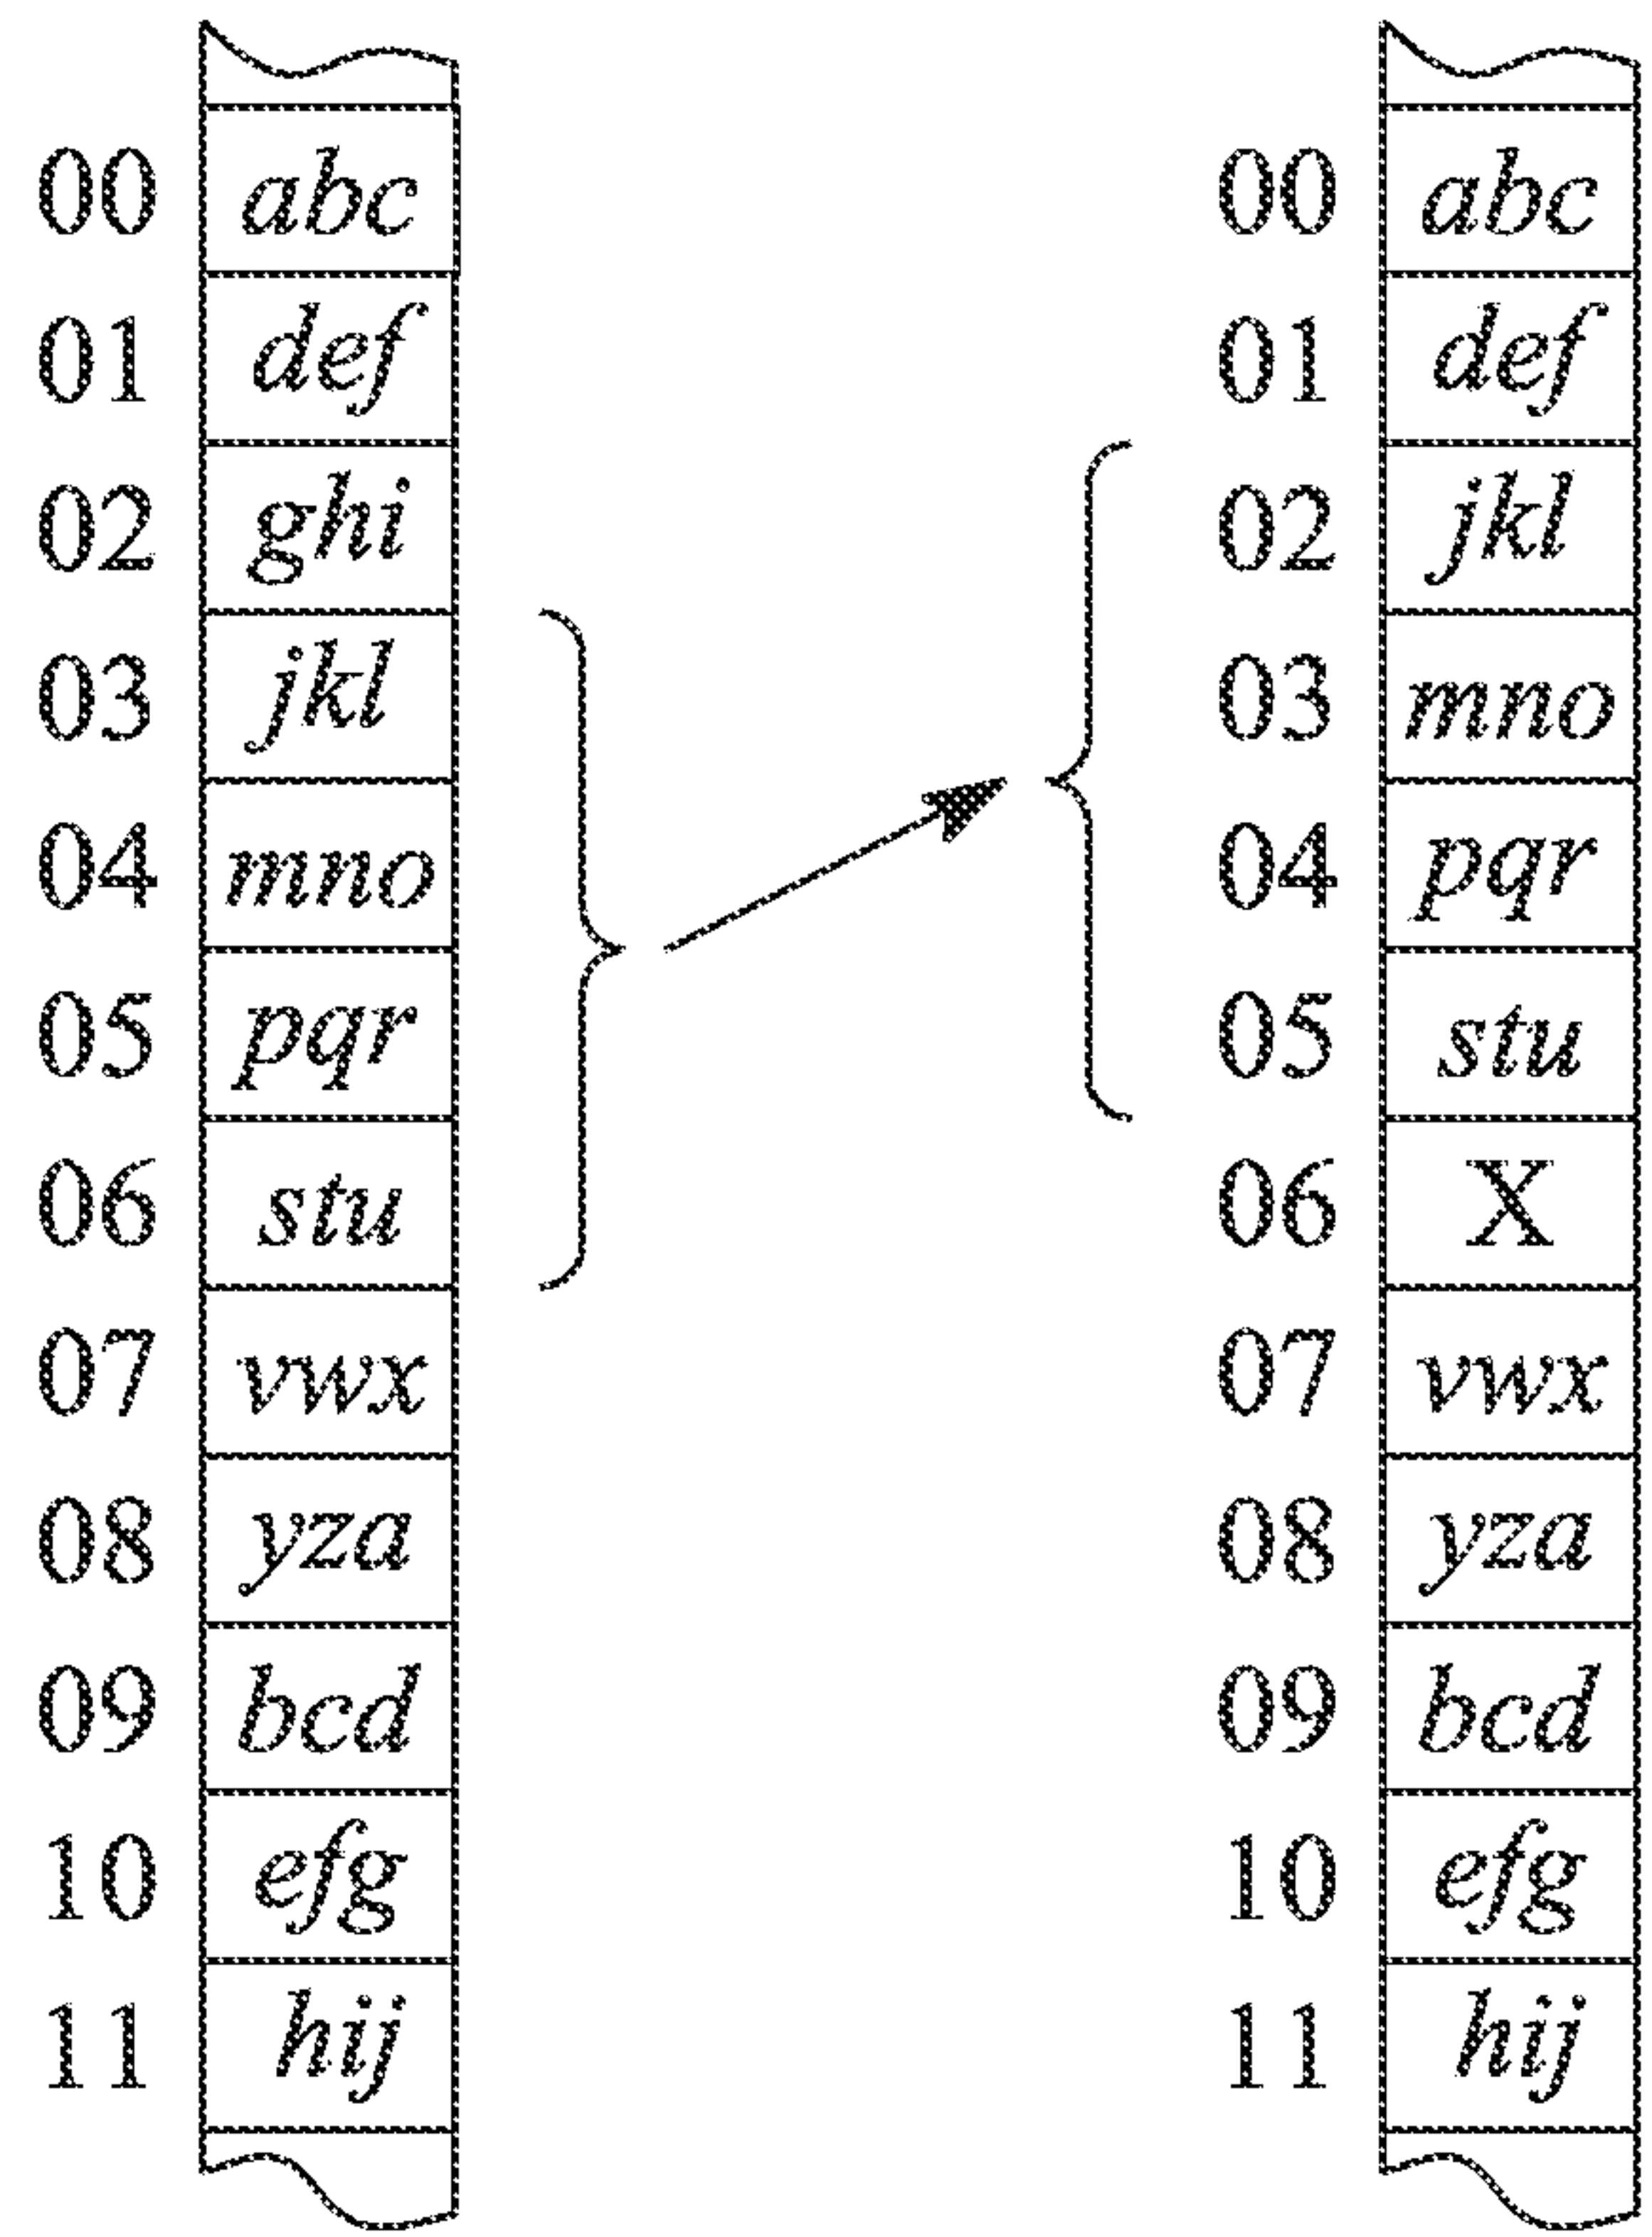 00 abc 00 abc
01 def 01 def
02 ghi 02 jkl
03 jkl 03 mno
04 mno 04 pqr
05 pqr 05 stu
06 stu 06 X
07 vwx 07 vwx
08 yza 08 yza
09 bcd 09 bcd
10 efg 10 efg
11 hij 11 hij